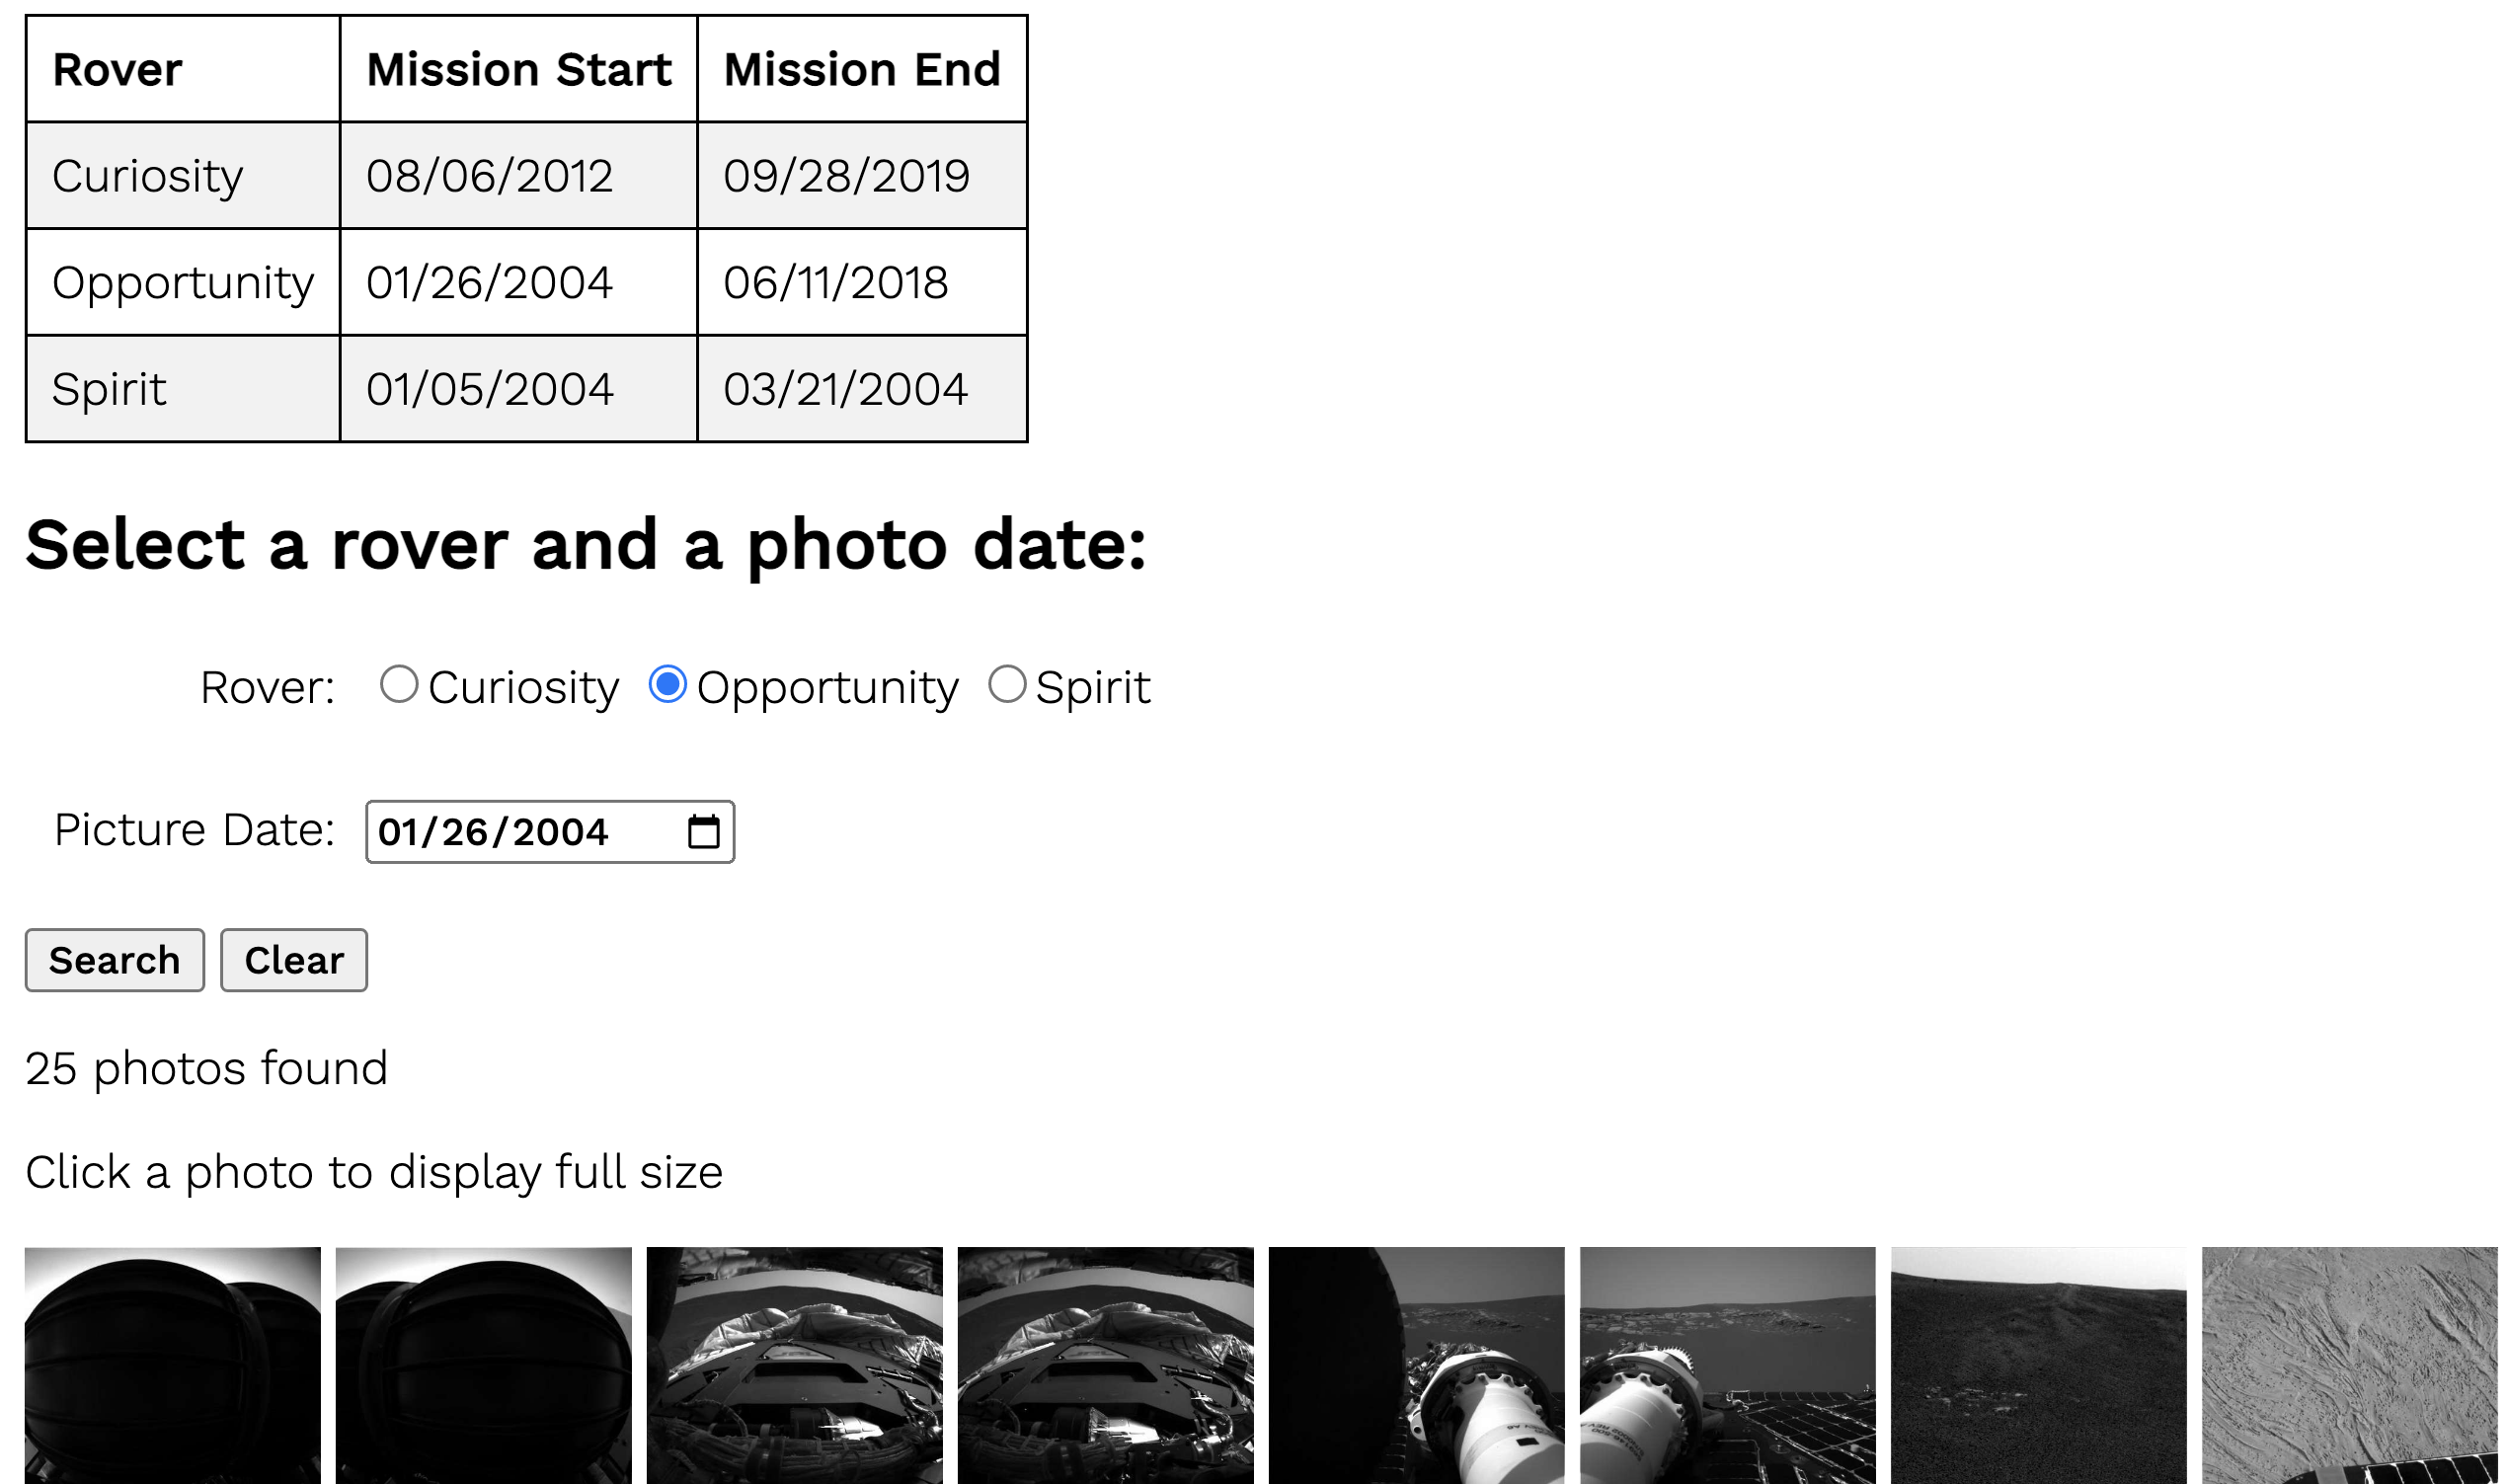 Rover Mission Start Mission End
Curiosity 08/06/2012 09/28/2019
Opportunity 01/26/2004 06/11/2018
Spirit 01/05/2004 03/21/2004
Select a rover and a photo date:
Rover: Curiosity Opportunity Spirit
Picture Date: 01/26/2004
Search Clear
25 photos found
Click a photo to display full size